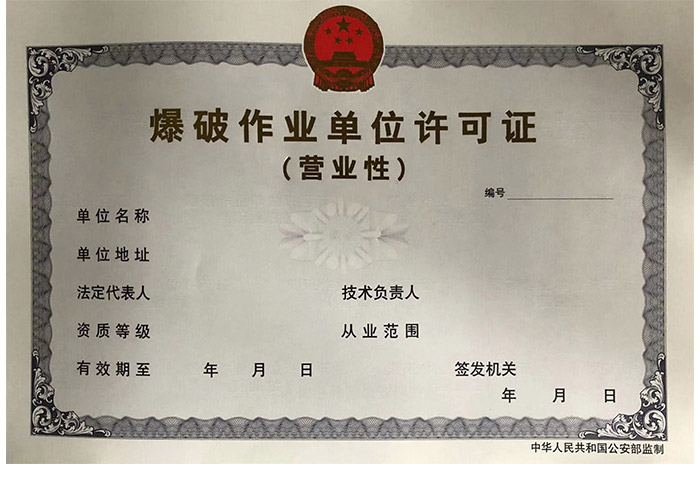 爆破作业单位许可证
(营业性)
编号
单位名称
单位地址
法定代表人 技术负责人
资质等级 从业范围
有效期至 年 月 日 签发机关
年 月 日
中华人民共和国公安部监制